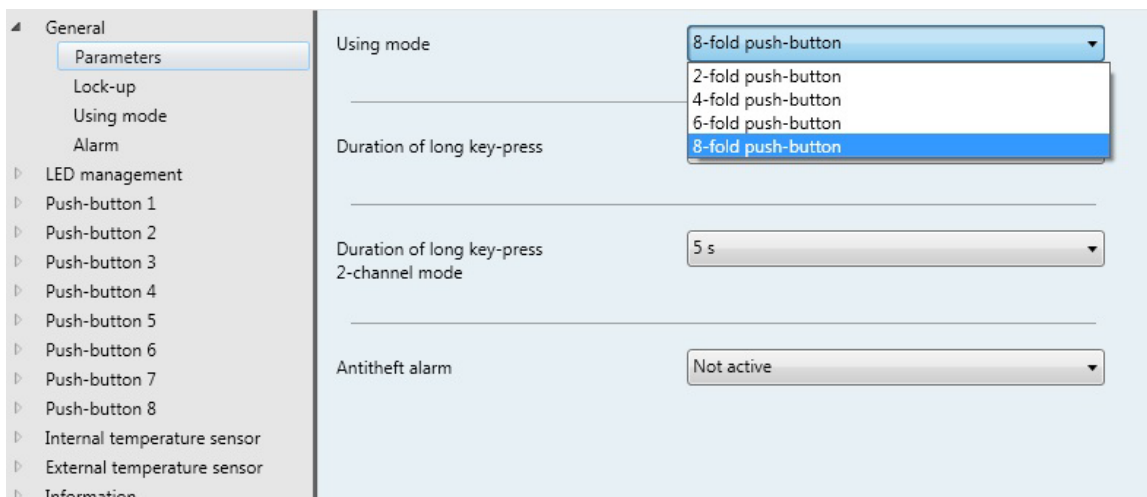 General
Parameters
Lock-up
Using mode
Alarm
LED management
Push-button 1
Push-button 2
Push-button 3
Push-button 4
Push-button 5
Push-button 6
Push-button 7
Push-button 8
Internal temperature sensor
External temperature sensor
Information
Using mode
8-fold push-button
2-fold push-button
4-fold push-button
6-fold push-button
8-fold push-button
Duration of long key-press
Duration of long key-press
2-channel mode
5 s
Antitheft alarm
Not active